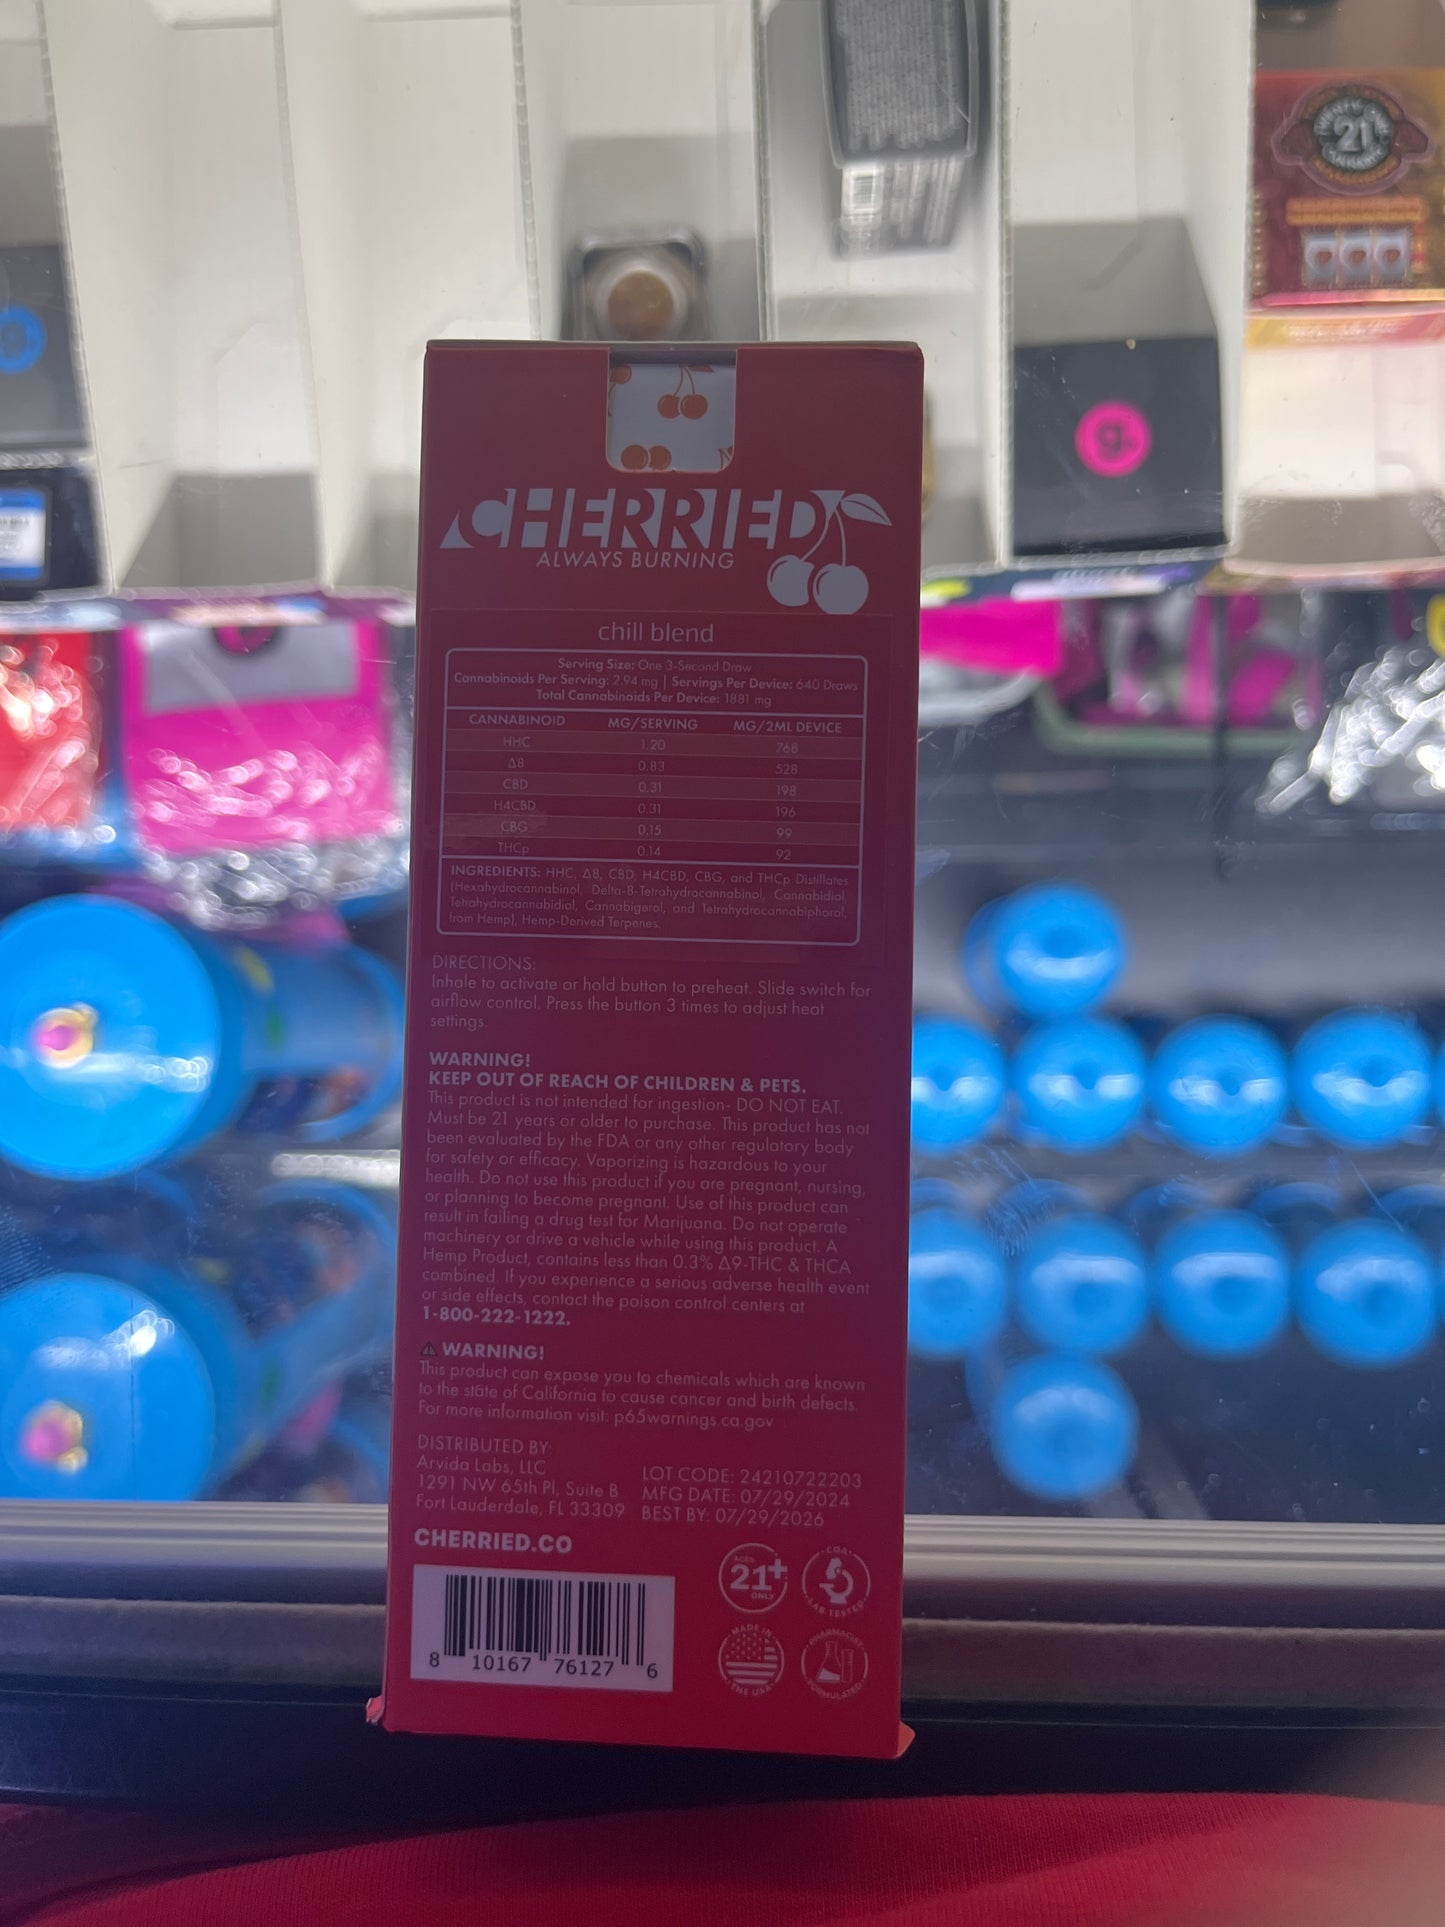 TWENTY ONE
21
g.
CHERRIED
ALWAYS BURNING
chill blend
Serving Size: One 3-Second Draw
Cannabinoids Per Serving: 2.94 mg | Servings Per Device: 640 Draws
Total Cannabinoids Per Device: 1881 mg
CANNABINOID MG/SERVING MG/2ML DEVICE
HHC 1.20 768
Δ8 0.83 528
CBD 0.31 198
H4CBD 0.31 196
CBG 0.15 99
THCp 0.14 92
INGREDIENTS: HHC, Δ8, CBD, H4CBD, CBG, and THCp Distillates
(Hexahydrocannabinol, Delta-8-Tetrahydrocannabinol, Cannabidiol,
Tetrahydrocannabidiol, Cannabigerol, and Tetrahydrocannabiphorol,
from Hemp), Hemp-Derived Terpenes.
DIRECTIONS:
Inhale to activate or hold button to preheat. Slide switch for
airflow control. Press the button 3 times to adjust heat
settings.
WARNING!
KEEP OUT OF REACH OF CHILDREN & PETS.
This product is not intended for ingestion- DO NOT EAT.
Must be 21 years or older to purchase. This product has not
been evaluated by the FDA or any other regulatory body
for safety or efficacy. Vaporizing is hazardous to your
health. Do not use this product if you are pregnant, nursing,
or planning to become pregnant. Use of this product can
result in failing a drug test for Marijuana. Do not operate
machinery or drive a vehicle while using this product. A
Hemp Product, contains less than 0.3% Δ9-THC & THCA
combined. If you experience a serious adverse health event
or side effects, contact the poison control centers at
1-800-222-1222.
⚠ WARNING!
This product can expose you to chemicals which are known
to the state of California to cause cancer and birth defects.
For more information visit: p65warnings.ca.gov
DISTRIBUTED BY:
Arvida Labs, LLC
1291 NW 65th Pl, Suite B
Fort Lauderdale, FL 33309
LOT CODE: 24210722203
MFG DATE: 07/29/2024
BEST BY: 07/29/2026
CHERRIED.CO
8 10167 76127 6
AGES
21+
ONLY
COA
LAB TESTED
MADE IN
THE USA
PHARMACIST
FORMULATED